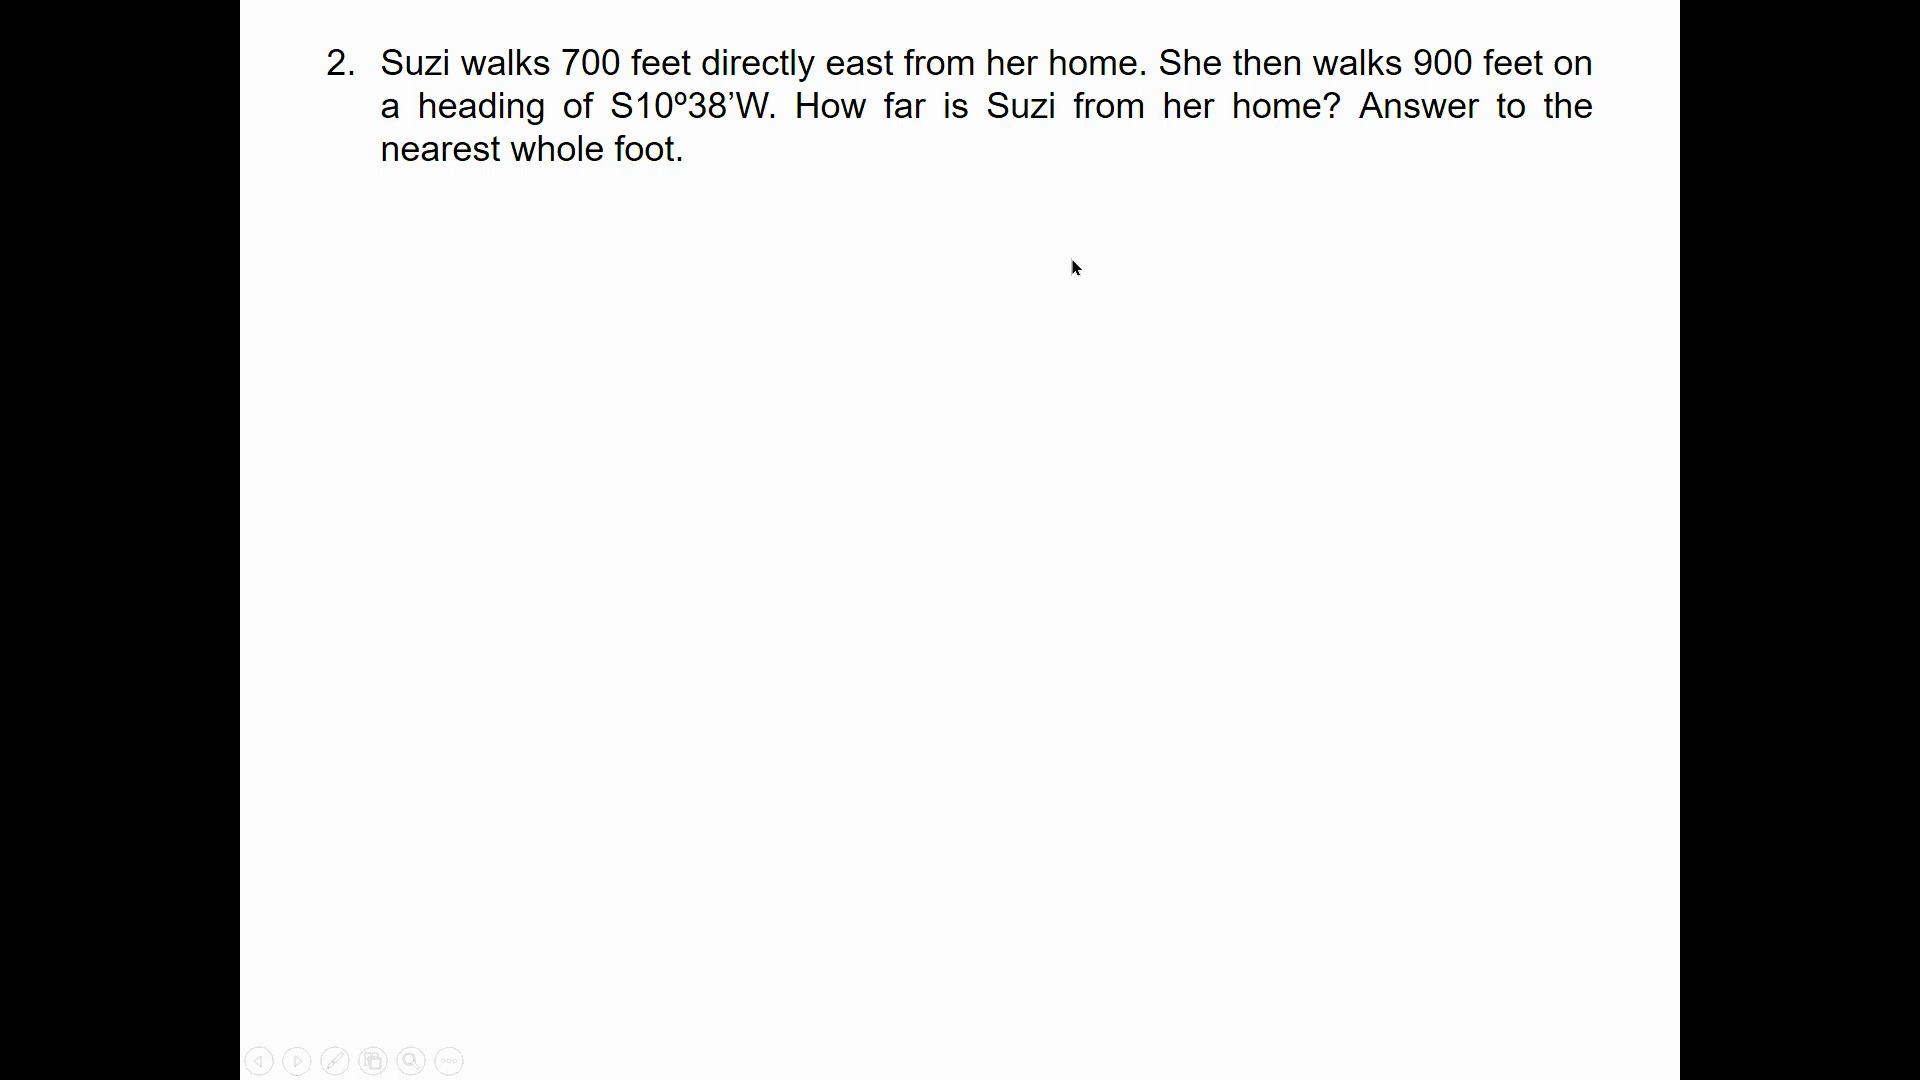 2. Suzi walks 700 feet directly east from her home. She then walks 900 feet on
a heading of S10º38’W. How far is Suzi from her home? Answer to the
nearest whole foot.